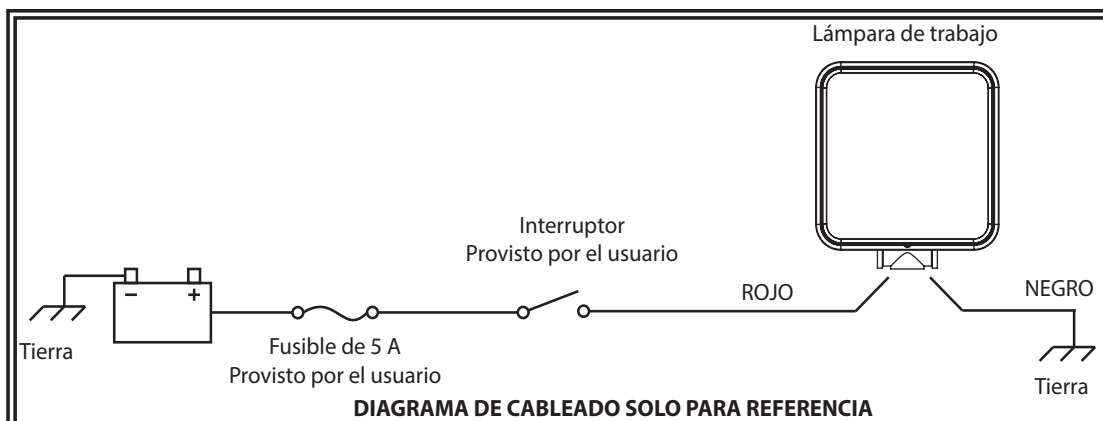 Lámpara de trabajo
Interruptor
Provisto por el usuario
ROJO
NEGRO
− +
Tierra
Fusible de 5 A
Provisto por el usuario
Tierra
DIAGRAMA DE CABLEADO SOLO PARA REFERENCIA